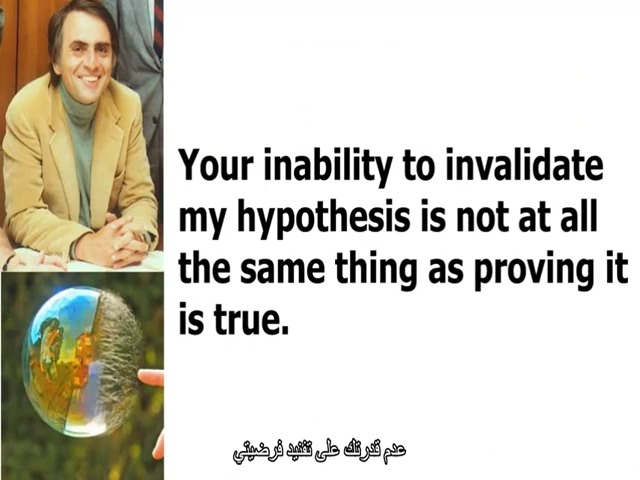 Your inability to invalidate
my hypothesis is not at all
the same thing as proving it
is true.
عدم قدرتك على تفنيد فرضيتي